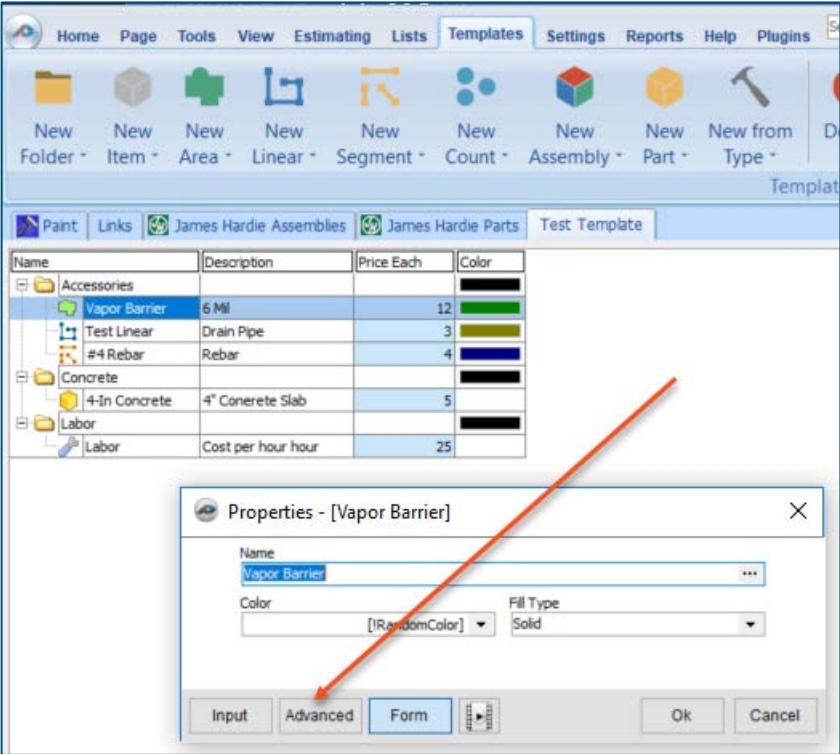 Home Page Tools View Estimating Lists Templates Settings Reports Help Plugins
New Folder
New Item
New Area
New Linear
New Segment
New Count
New Assembly
New Part
New from Type
Templat
Paint Links James Hardie Assemblies James Hardie Parts Test Template
Name Description Price Each Color
Accessories
Vapor Barrier 6 Mil 12
Test Linear Drain Pipe 3
#4 Rebar Rebar 4
Concrete
4-In Concrete 4" Conerete Slab 5
Labor
Labor Cost per hour hour 25
Properties - [Vapor Barrier]
Name
Vapor Barrier ...
Color Fill Type
[!RandomColor] Solid
Input Advanced Form Ok Cancel